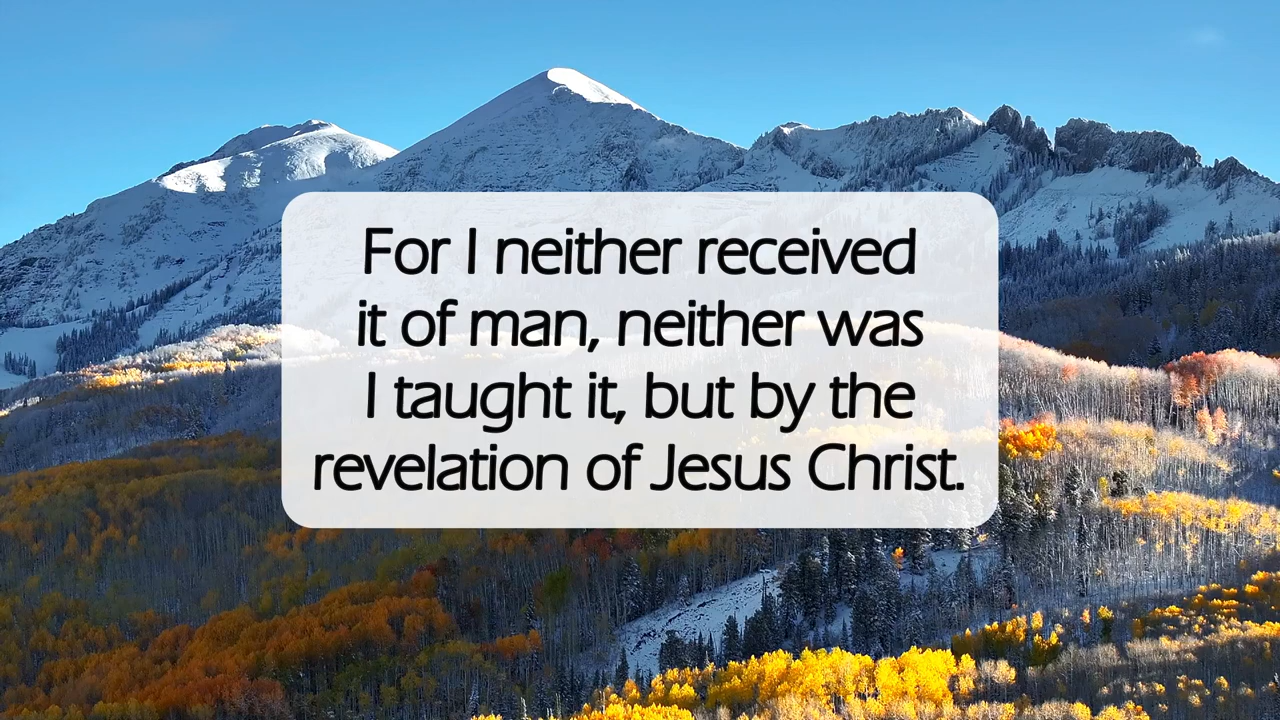 For I neither received
it of man, neither was
I taught it, but by the
revelation of Jesus Christ.